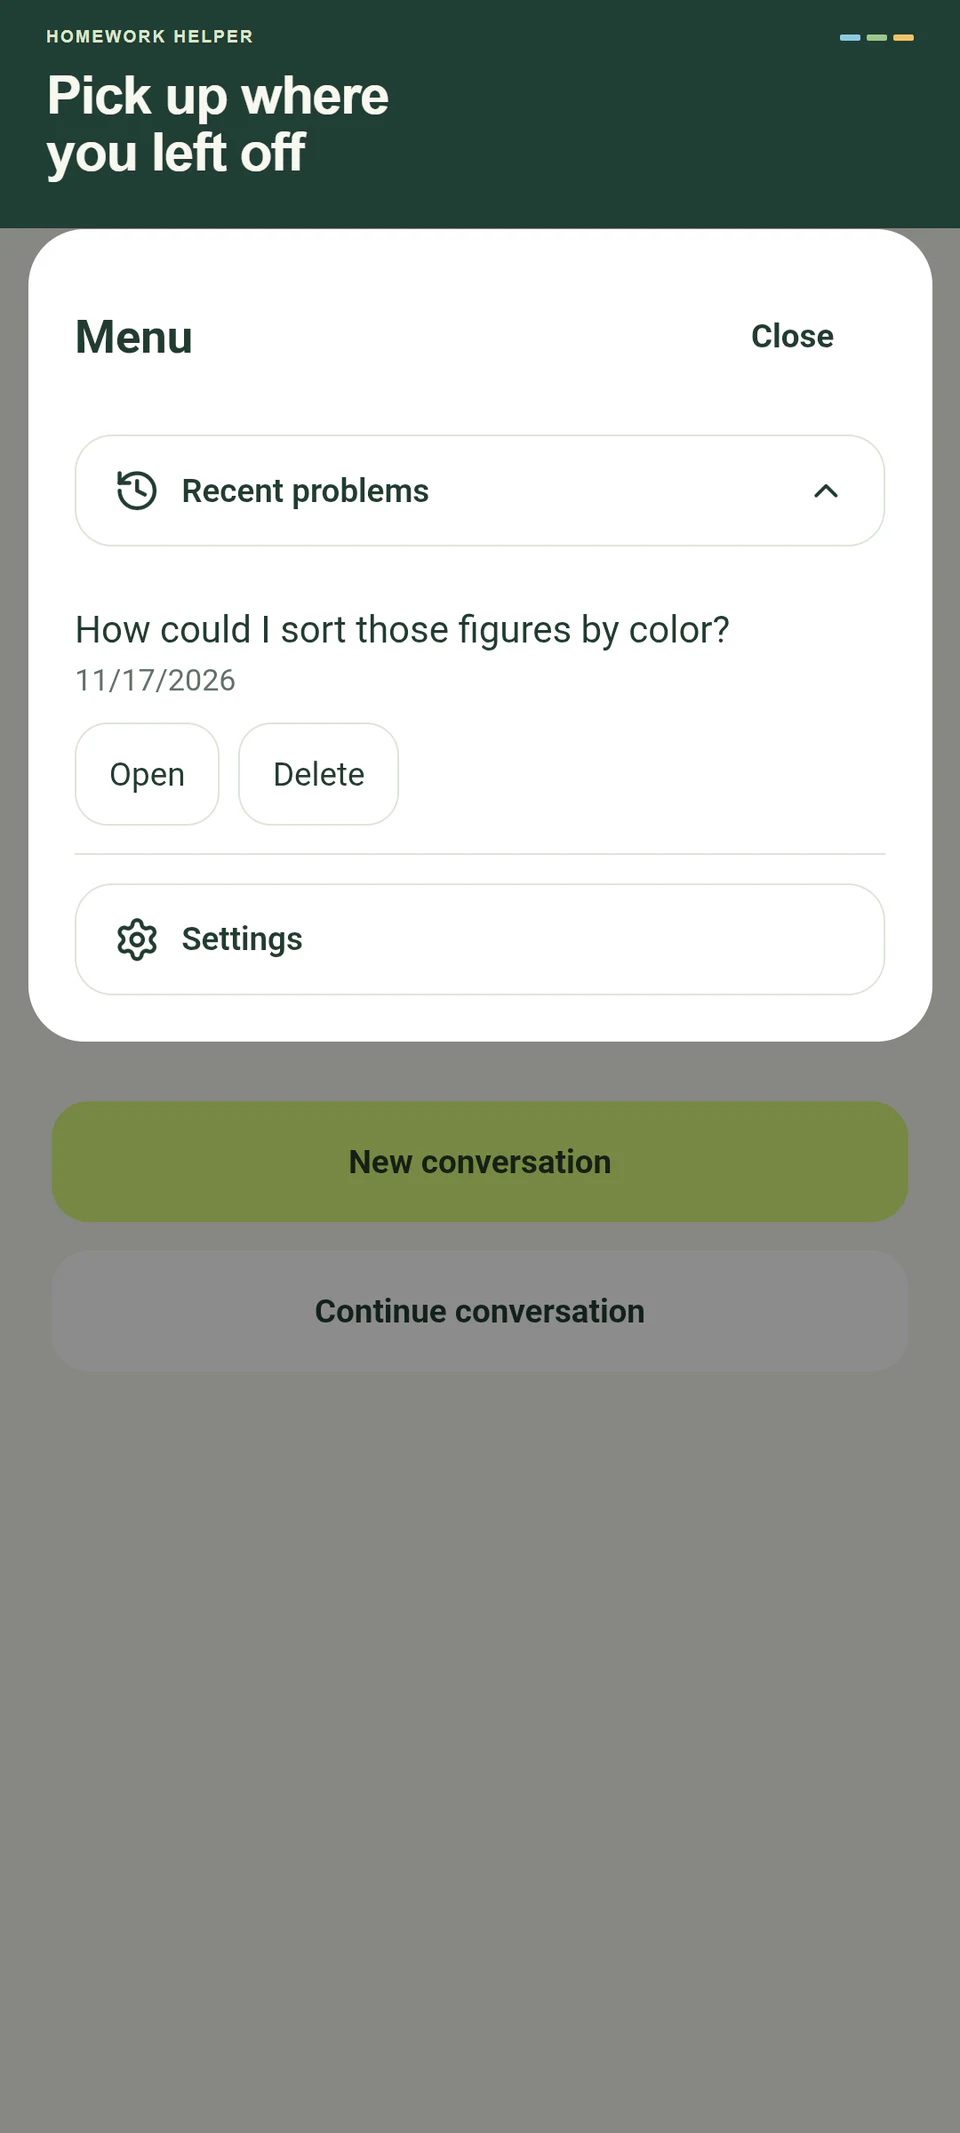 HOMEWORK HELPER
Pick up where
you left off
Menu
Close
Recent problems
How could I sort those figures by color?
11/17/2026
Open
Delete
Settings
New conversation
Continue conversation